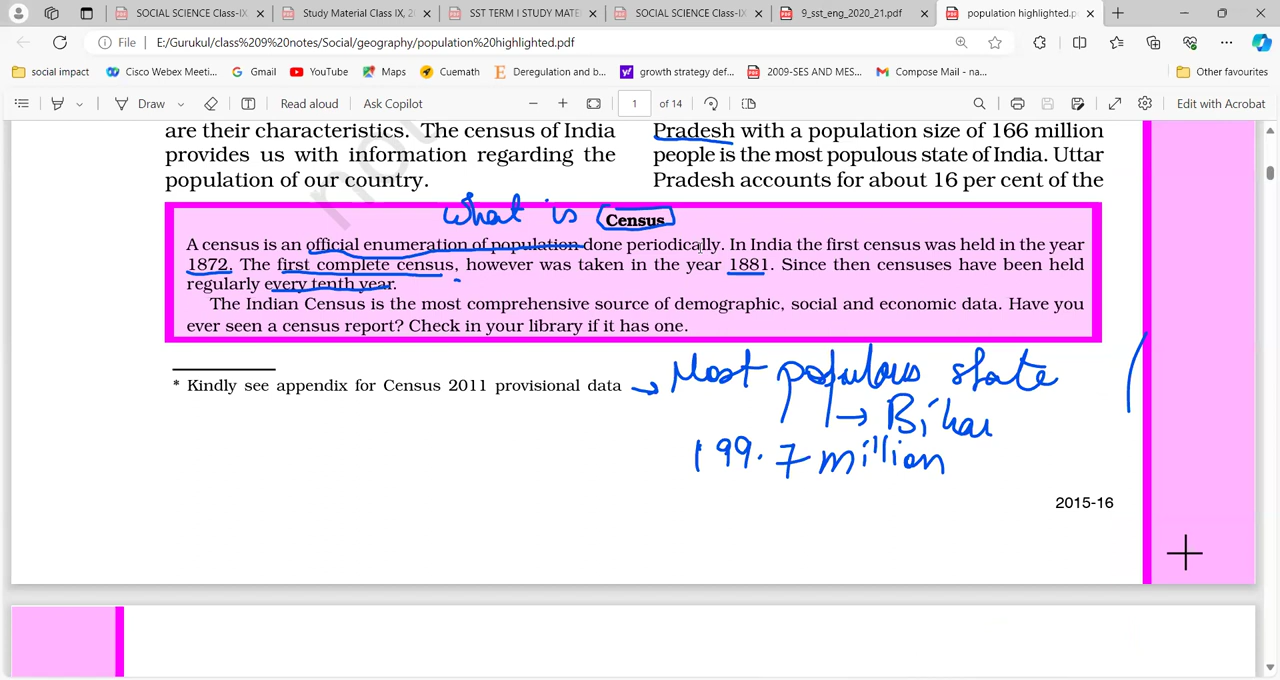 SOCIAL SCIENCE Class-IX
Study Material Class IX, 2
SST TERM I STUDY MATE
SOCIAL SCIENCE Class-IX
9_sst_eng_2020_21.pdf
population highlighted.p
File
E:/Gurukul/class%209%20notes/Social/geography/population%20highlighted.pdf
social impact
Cisco Webex Meeti...
Gmail
YouTube
Maps
Cuemath
Deregulation and b...
growth strategy def...
2009-SES AND MES...
Compose Mail - na...
Other favourites
Draw
Read aloud
Ask Copilot
1 of 14
Edit with Acrobat
are their characteristics. The census of India
provides us with information regarding the
population of our country.
Pradesh with a population size of 166 million
people is the most populous state of India. Uttar
Pradesh accounts for about 16 per cent of the
What is Census
A census is an official enumeration of population done periodically. In India the first census was held in the year
1872. The first complete census, however was taken in the year 1881. Since then censuses have been held
regularly every tenth year.
The Indian Census is the most comprehensive source of demographic, social and economic data. Have you
ever seen a census report? Check in your library if it has one.
* Kindly see appendix for Census 2011 provisional data
→ Most populous state
→ Bihar
199.7 million
2015-16